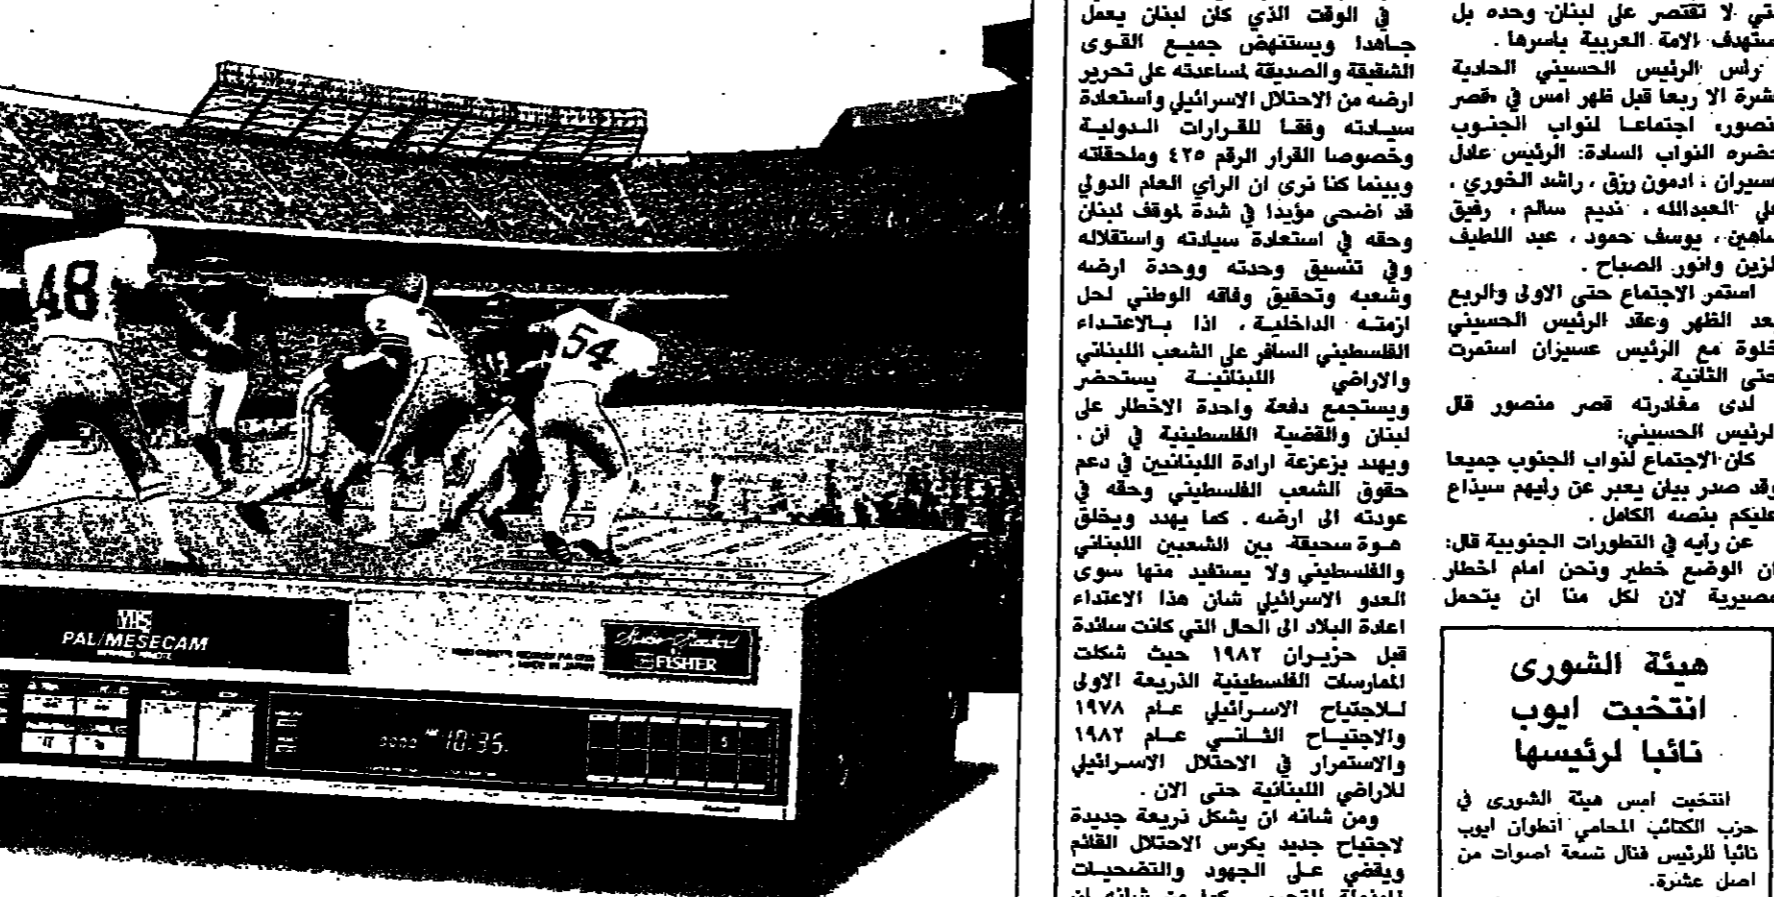 لا تقتصر على لبنان وحده بل
ستهدف الامة العربية باسرها .
رأس الرئيس الحسيني الحادية
عشرة الا ربعا قبل ظهر امس في قصر
منصور، اجتماعا لنواب الجنوب
حضره النواب السادة: الرئيس عادل
عسيران ، ادمون رزق ، راشد الخوري ،
علي العبدالله ، نديم سالم ، رفيق
شاهين ، يوسف حمود ، عبد اللطيف
الزين وانور الصباح .
استمر الاجتماع حتى الاولى والربع
بعد الظهر وعقد الرئيس الحسيني
خلوة مع الرئيس عسيران استمرت
حتى الثانية .
لدى مغادرته قصر منصور قال
الرئيس الحسيني:
كان الاجتماع لنواب الجنوب جميعا
وقد صدر بيان يعبر عن رأيهم سيذاع
عليكم بنصه الكامل .
عن رأيه في التطورات الجنوبية قال:
ان الوضع خطير ونحن امام اخطار
مصيرية لان لكل منا ان يتحمل
هيئة الشورى
انتخبت ايوب
نائبا لرئيسها
انتخبت امس هيئة الشورى في
حزب الكتائب المحامي انطوان ايوب
نائبا للرئيس فنال تسعة اصوات من
اصل عشرة.
في الوقت الذي كان لبنان يعمل
جاهدا ويستنهض جميع القوى
الشقيقة والصديقة لمساعدته على تحرير
ارضه من الاحتلال الاسرائيلي واستعادة
سيادته وفقا للقرارات الدولية
وخصوصا القرار الرقم ٤٢٥ وملحقاته
وبينما كنا نرى ان الرأي العام الدولي
قد اضحى مؤيدا في شدة لموقف لبنان
وحقه في استعادة سيادته واستقلاله
وفي تنسيق وحدته ووحدة ارضه
وشعبه وتحقيق وفاقه الوطني لحل
ازمته الداخلية ، اذا بالاعتداء
الفلسطيني السافر على الشعب اللبناني
والاراضي اللبنانية يستحضر
ويستجمع دفعة واحدة الاخطار على
لبنان والقضية الفلسطينية في آن .
ويهدد بزعزعة ارادة اللبنانيين في دعم
حقوق الشعب الفلسطيني وحقه في
عودته الى ارضه . كما يهدد ويخلق
هوة سحيقة بين الشعبين اللبناني
والفلسطيني ولا يستفيد منها سوى
العدو الاسرائيلي شان هذا الاعتداء
اعادة البلاد الى الحال التي كانت سائدة
قبل حزيران ١٩٨٢ حيث شكلت
الممارسات الفلسطينية الذريعة الاولى
للاجتياح الاسرائيلي عام ١٩٧٨
والاجتياح الثاني عام ١٩٨٢
والاستمرار في الاحتلال الاسرائيلي
للاراضي اللبنانية حتى الان .
ومن شانه ان يشكل ذريعة جديدة
لاجتياح جديد يكرس الاحتلال القائم
ويقضي على الجهود والتضحيات
48
54
2
VHS
PAL/MESECAM
MADE IN JAPAN
Studio-Standard
FISHER
10:35